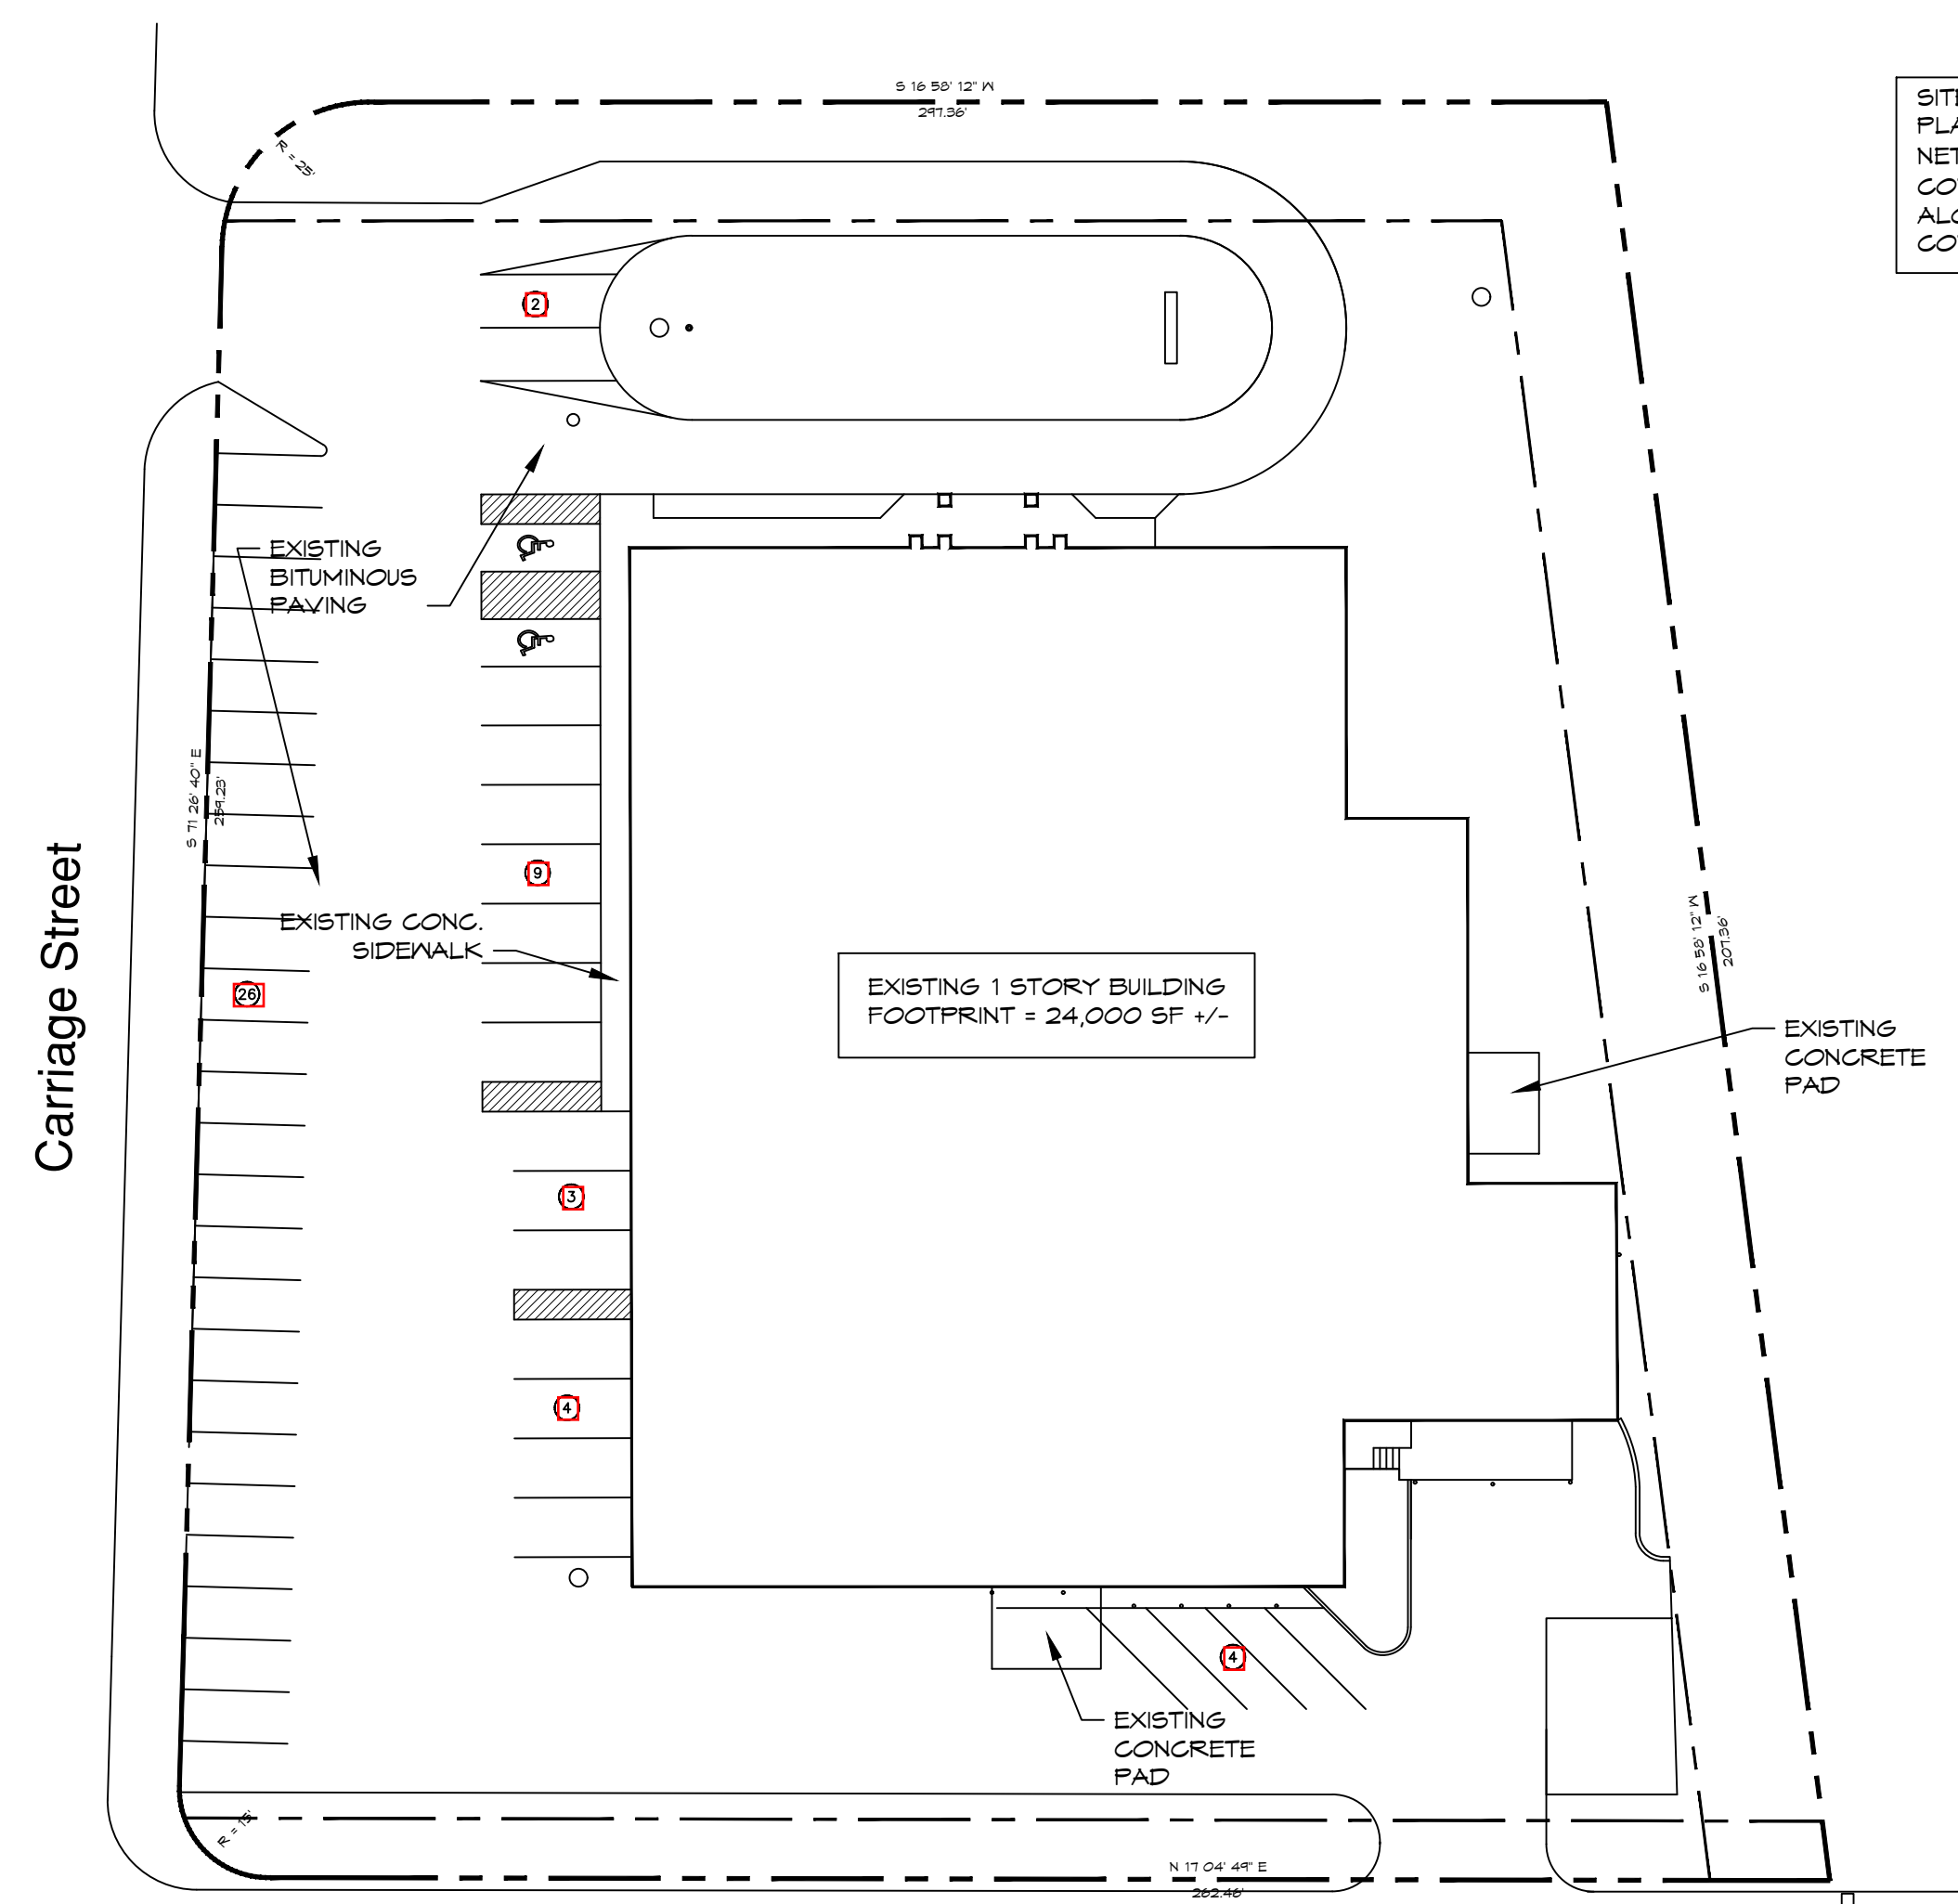 S 16 58' 12" W
297.36'
R = 25'
2
EXISTING
BITUMINOUS
PAVING
S 71 26' 40" E
259.23'
Carriage Street
9
EXISTING CONC.
SIDEWALK
26
EXISTING 1 STORY BUILDING
FOOTPRINT = 24,000 SF +/-
S 16 58' 12" W
207.36'
EXISTING
CONCRETE
PAD
3
4
4
EXISTING
CONCRETE
PAD
R = 15'
N 17 04' 49" E
262.46'